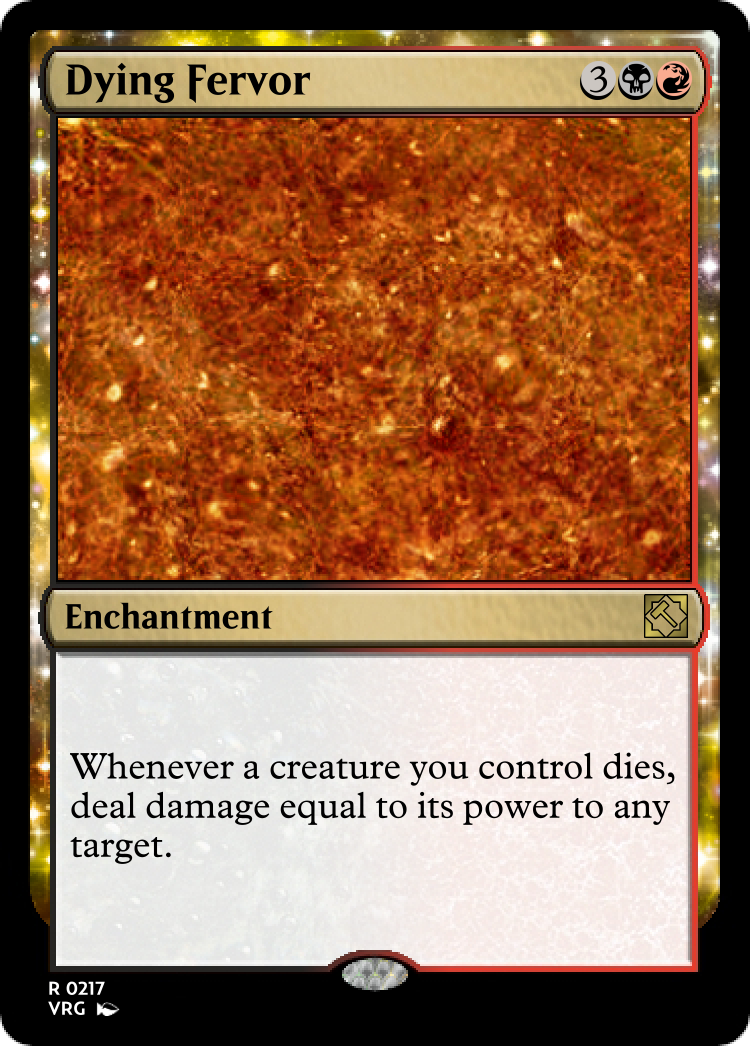 Dying Fervor 3
Enchantment
Whenever a creature you control dies,
deal damage equal to its power to any
target.
R 0217
VRG